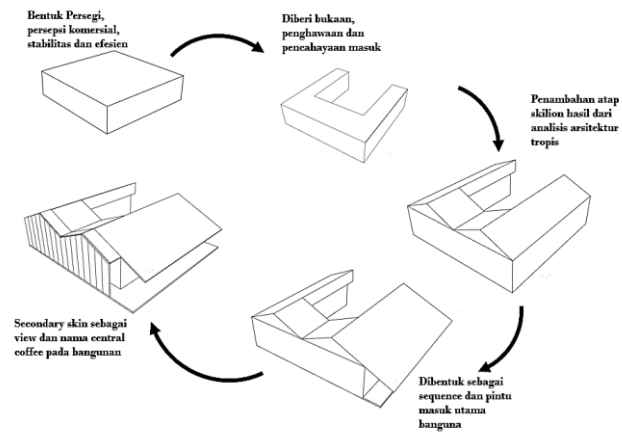 Bentuk Persegi,
persepsi komersial,
stabilitas dan efesien
Diberi bukaan,
penghawaan dan
pencahayaan masuk
Penambahan atap
skilion hasil dari
analisis arsitektur
tropis
Dibentuk sebagai
sequence dan pintu
masuk utama
banguna
Secondary skin sebagai
view dan nama central
coffee pada bangunan